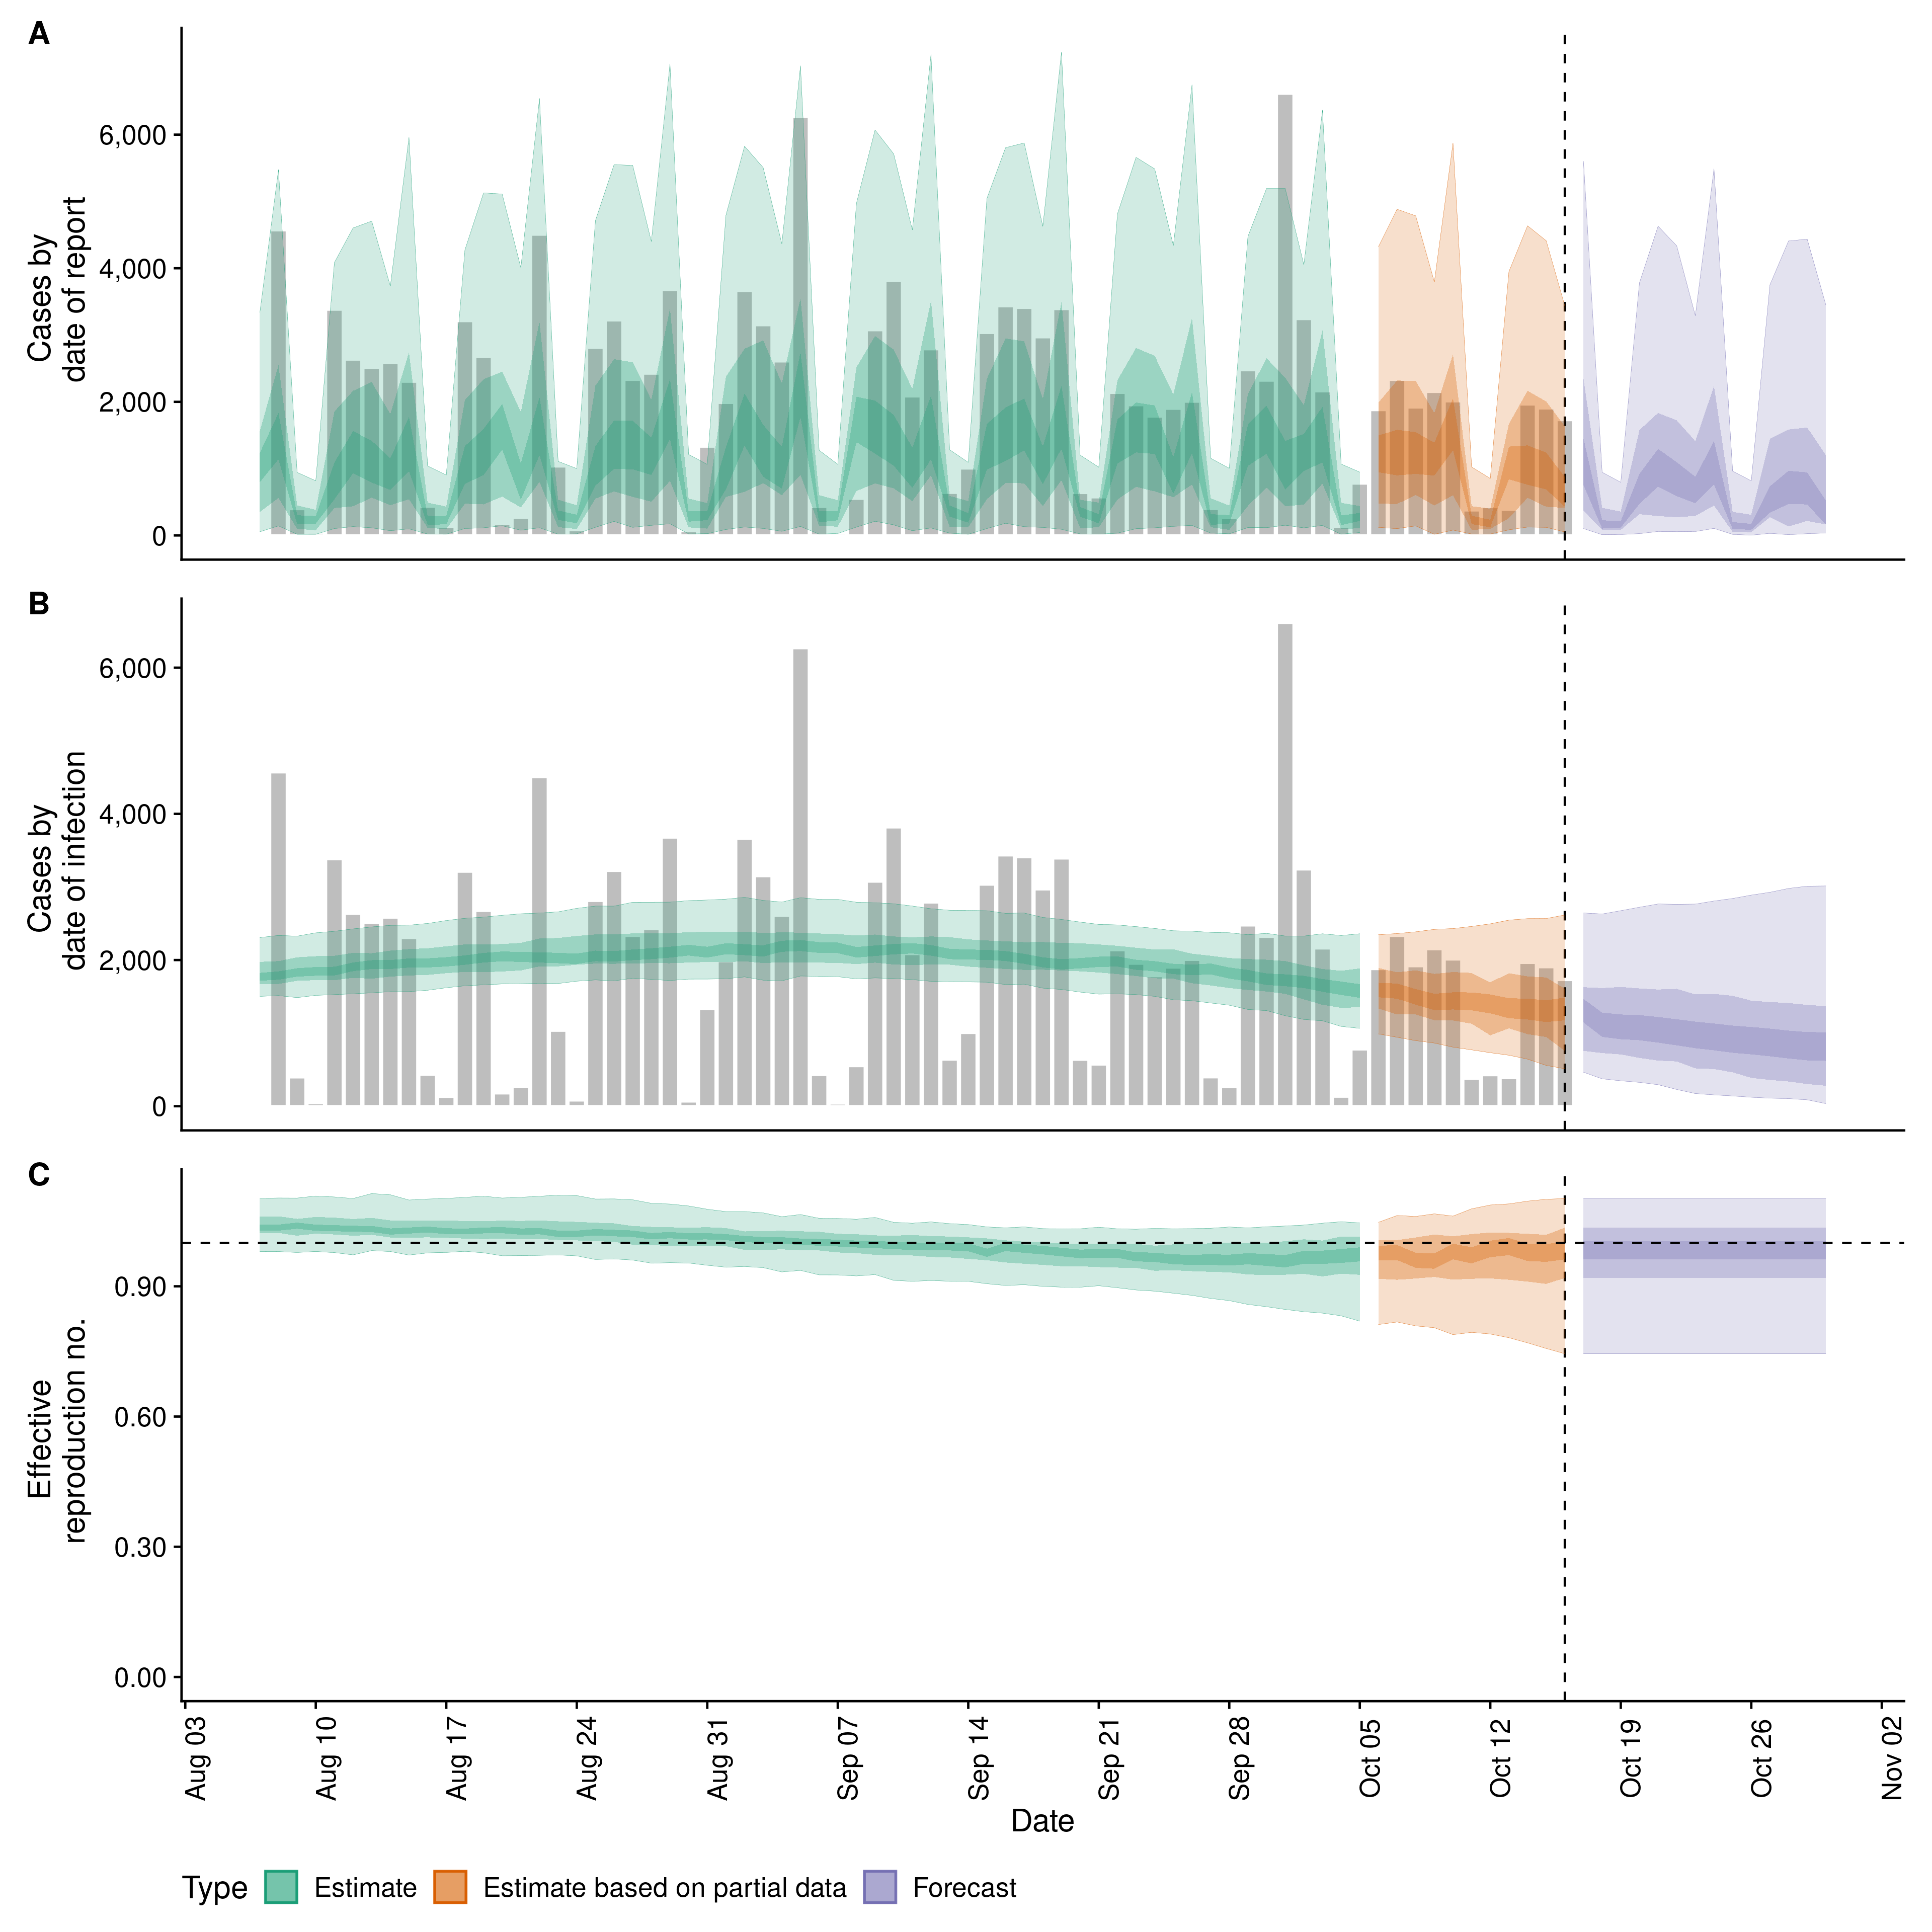 A
Cases by
date of report
6,000
4,000
2,000
0
B
Cases by
date of infection
6,000
4,000
2,000
0
C
Effective
reproduction no.
0.90
0.60
0.30
0.00
Aug 03
Aug 10
Aug 17
Aug 24
Aug 31
Sep 07
Sep 14
Sep 21
Sep 28
Oct 05
Oct 12
Oct 19
Oct 26
Nov 02
Date
Type Estimate Estimate based on partial data Forecast